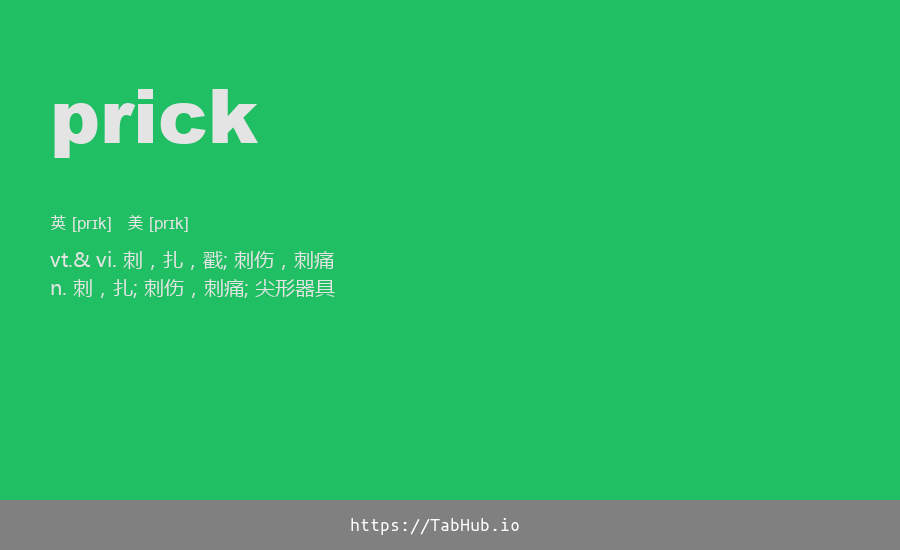 prick
英 [prɪk] 美 [prɪk]
vt.& vi. 刺，扎，戳; 刺伤，刺痛
n. 刺，扎; 刺伤，刺痛; 尖形器具
https://TabHub.io